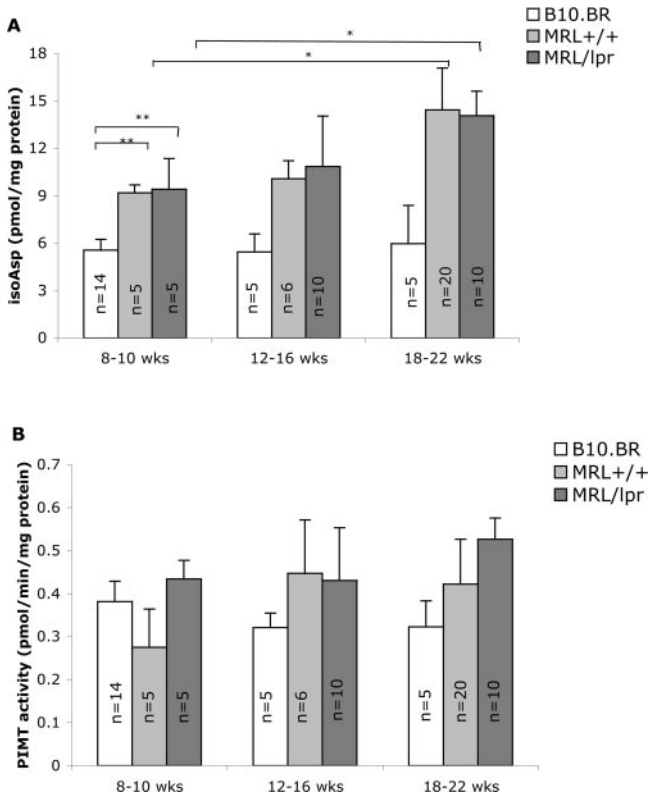 B10.BR
MRL+/+
MRL/lpr
A
*
*
**
**
isoAsp (pmol/mg protein)
18
15
12
9
6
3
0
n=14
n=5
n=5
n=5
n=6
n=10
n=5
n=20
n=10
8-10 wks
12-16 wks
18-22 wks
B
B10.BR
MRL+/+
MRL/lpr
PIMT activity (pmol/min/mg protein)
0.7
0.6
0.5
0.4
0.3
0.2
0.1
0
n=14
n=5
n=5
n=5
n=6
n=10
n=5
n=20
n=10
8-10 wks
12-16 wks
18-22 wks